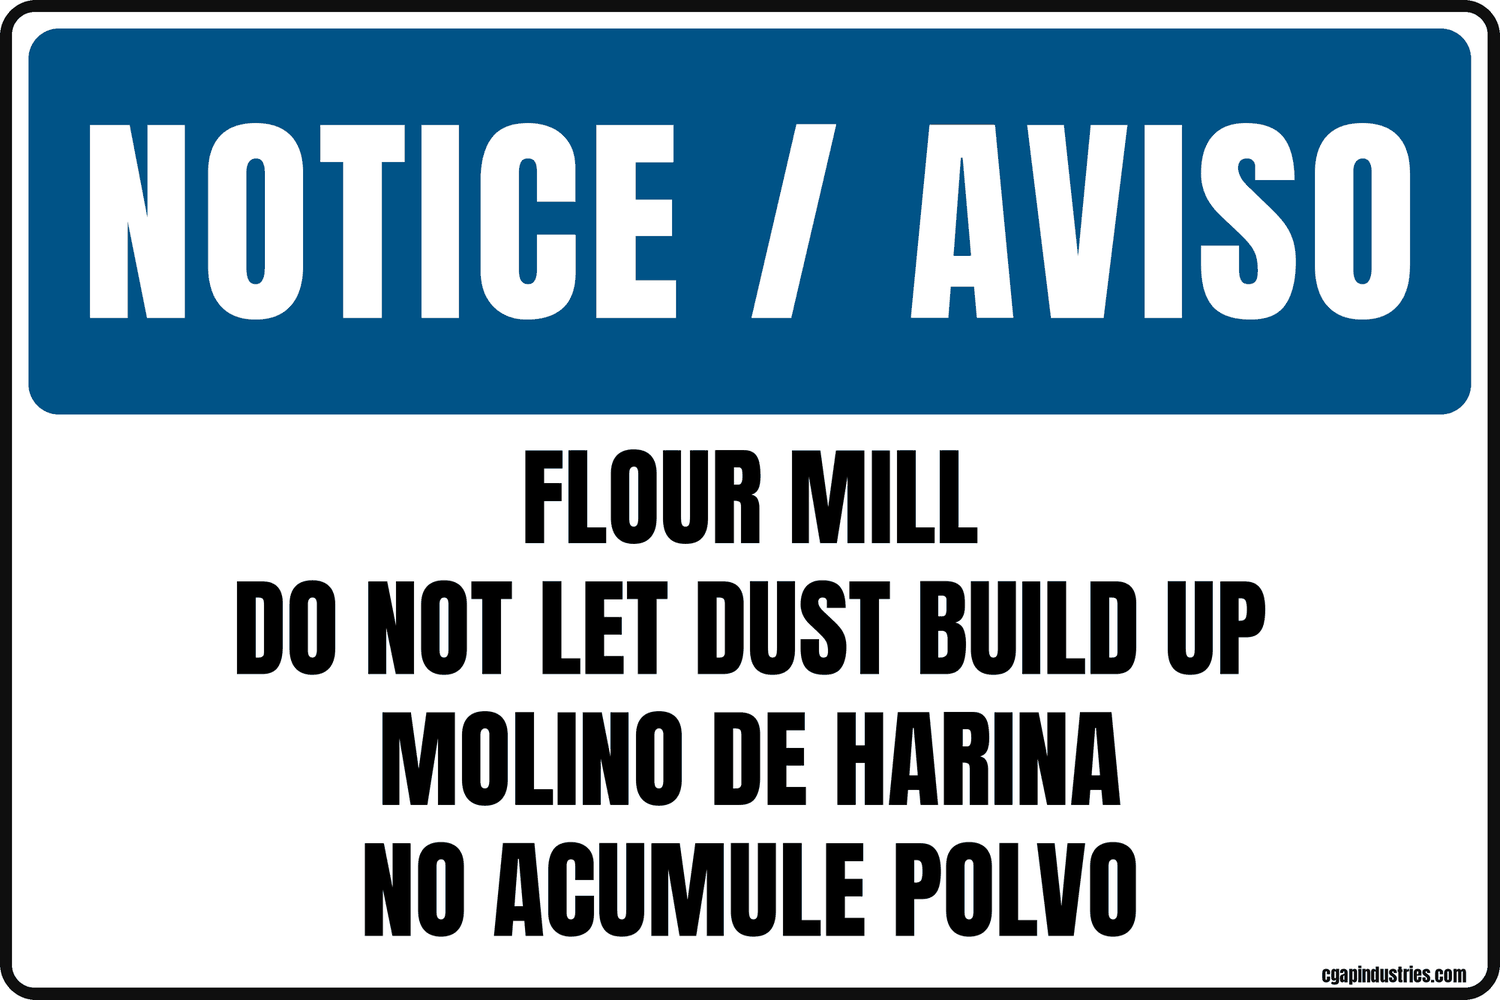 NOTICE / AVISO
FLOUR MILL
DO NOT LET DUST BUILD UP
MOLINO DE HARINA
NO ACUMULE POLVO
cgapindustries.com